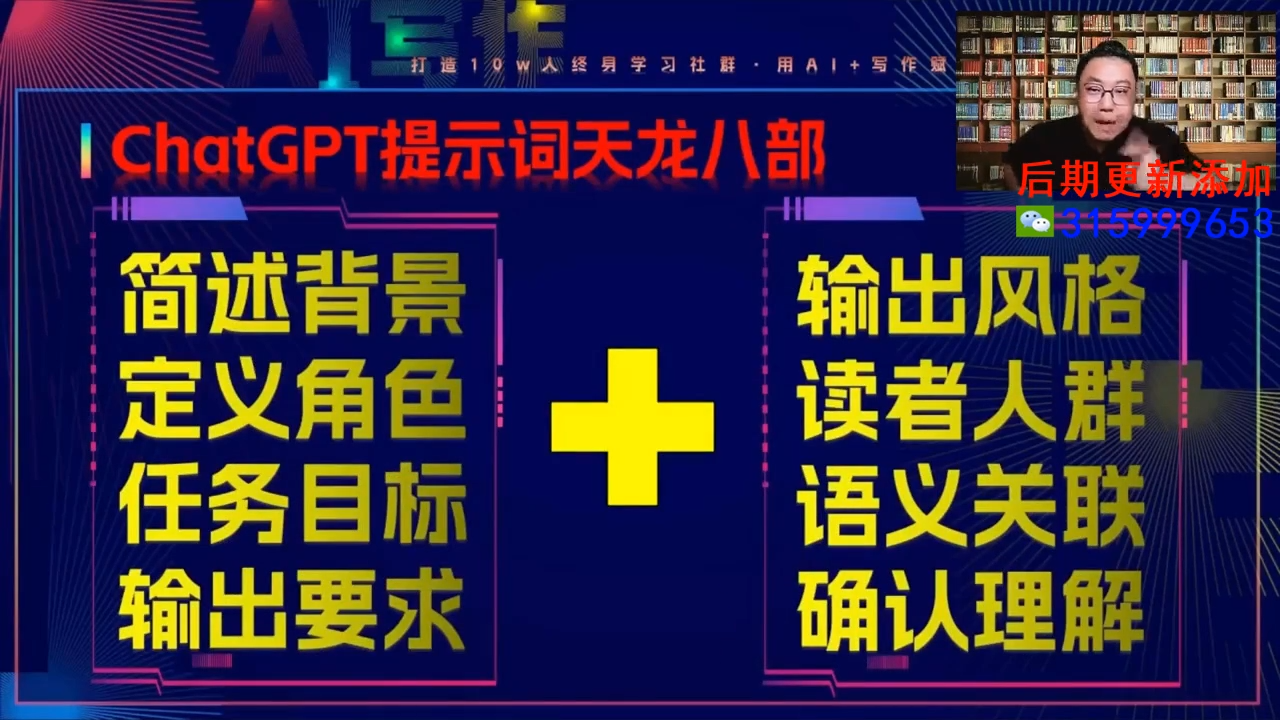 AI写作
打造10w人终身学习社群·用AI+写作赋
ChatGPT提示词天龙八部
后期更新添加
315999653
简述背景
定义角色
任务目标
输出要求
+
输出风格
读者人群
语义关联
确认理解